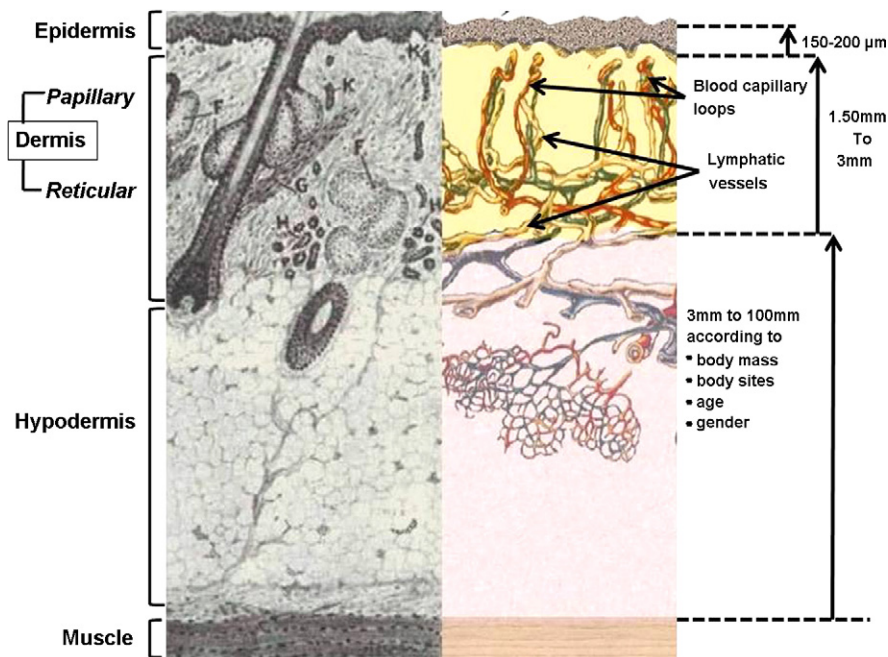 Epidermis
Papillary
Dermis
Reticular
Hypodermis
Muscle
F
K
K
F
G
H
H
Blood capillary
loops
Lymphatic
vessels
150-200 µm
1.50mm
To
3mm
3mm to 100mm
according to
• body mass
• body sites
• age
• gender